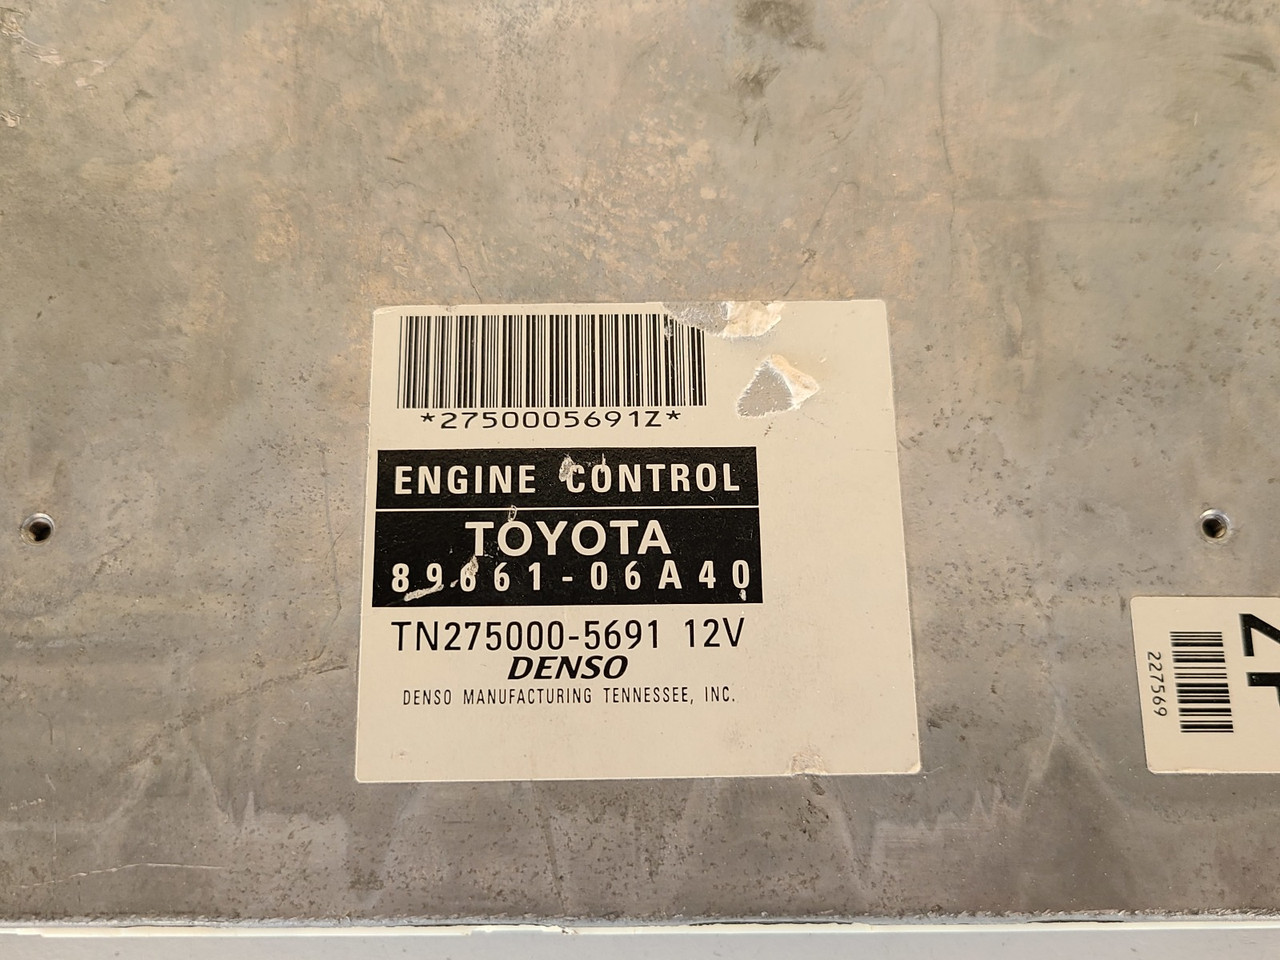 *2750005691Z*
ENGINE CONTROL
TOYOTA
89661-06A40
TN275000-5691 12V
DENSO
DENSO MANUFACTURING TENNESSEE, INC.
227569